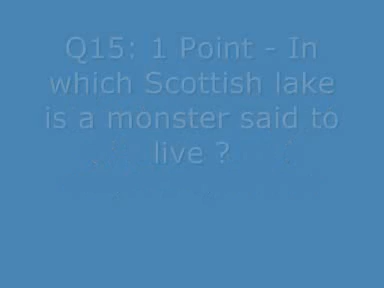 Q15: 1 Point - In
which Scottish lake
is a monster said to
live ?